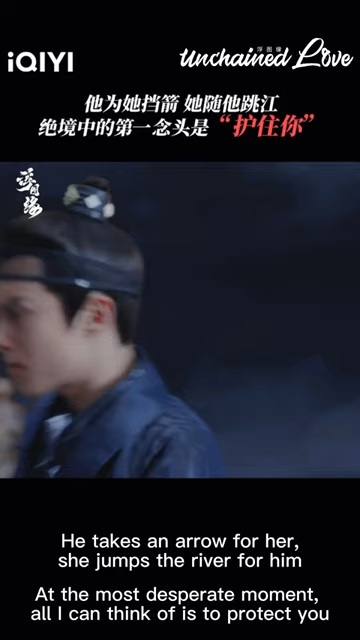 iQIYI
Unchained Love
浮图缘
他为她挡箭 她随他跳江
绝境中的第一念头是“护住你”
浮图缘
He takes an arrow for her,
she jumps the river for him
At the most desperate moment,
all I can think of is to protect you